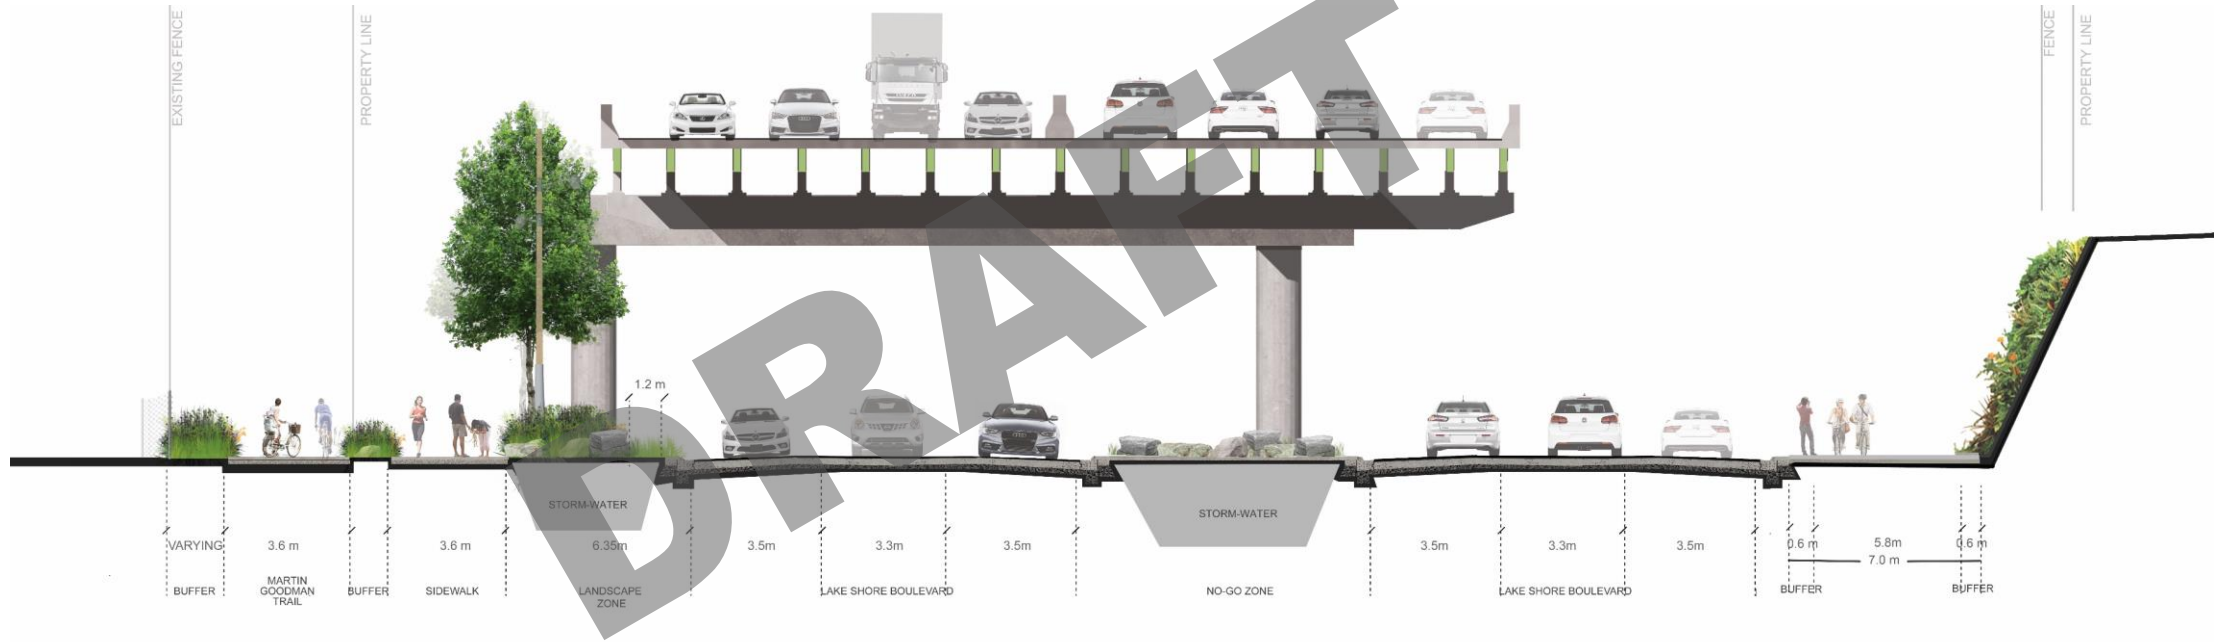 EXISTING FENCE
PROPERTY LINE
FENCE
PROPERTY LINE
DRAFT
1.2 m
STORM-WATER
STORM-WATER
VARYING
3.6 m
3.6 m
6.35m
3.5m
3.3m
3.5m
3.5m
3.3m
3.5m
0.6 m
5.8m
0.6 m
7.0 m
BUFFER
MARTIN
GOODMAN
TRAIL
BUFFER
SIDEWALK
LANDSCAPE
ZONE
LAKE SHORE BOULEVARD
NO-GO ZONE
LAKE SHORE BOULEVARD
BUFFER
BUFFER